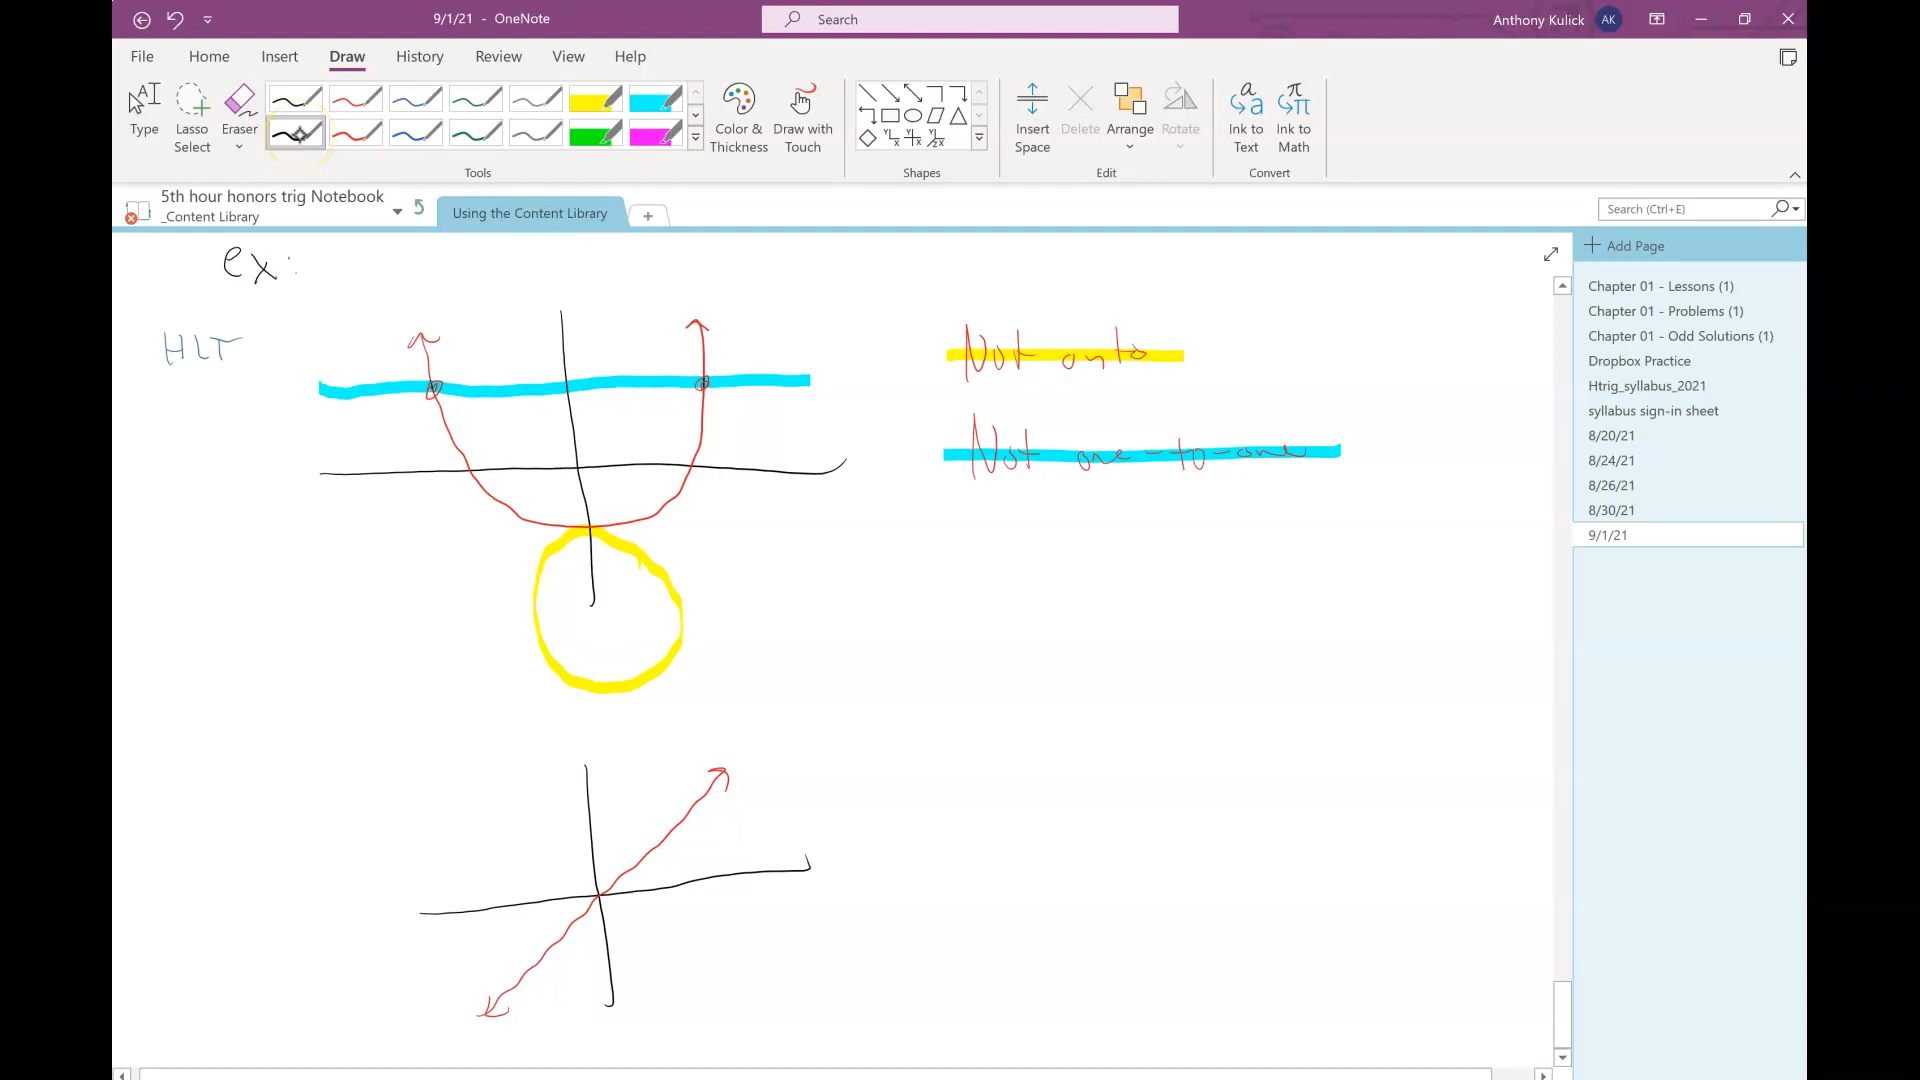 9/1/21 - OneNote
Search
Anthony Kulick
AK
File Home Insert Draw History Review View Help
Type
Lasso Select
Eraser
Color & Thickness
Draw with Touch
Insert Space
Delete
Arrange
Rotate
Ink to Text
Ink to Math
Tools
Shapes
Edit
Convert
5th hour honors trig Notebook
_Content Library
Using the Content Library
Search (Ctrl+E)
Add Page
Chapter 01 - Lessons (1)
Chapter 01 - Problems (1)
Chapter 01 - Odd Solutions (1)
Dropbox Practice
Htrig_syllabus_2021
syllabus sign-in sheet
8/20/21
8/24/21
8/26/21
8/30/21
9/1/21
ex:
HLT
Not onto
Not one-to-one